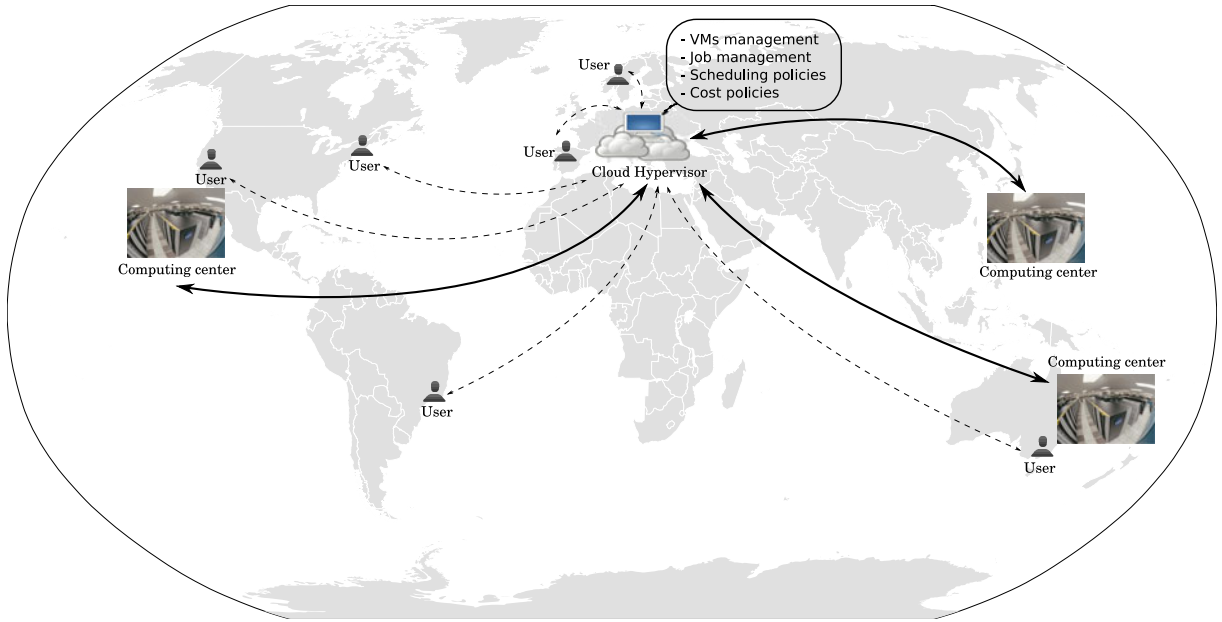 - VMs management
- Job management
- Scheduling policies
- Cost policies
User
User
User
User
Cloud Hypervisor
Computing center
Computing center
Computing center
User
User